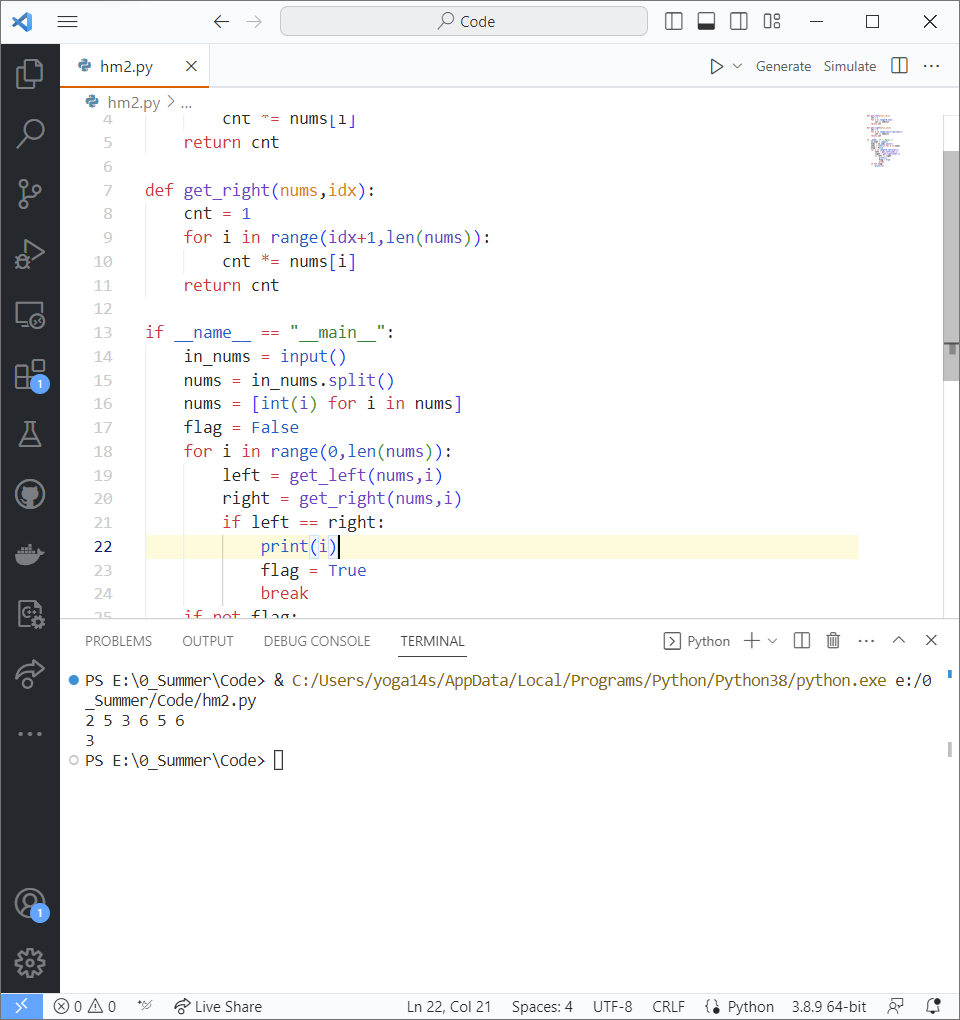 Code
hm2.py
Generate Simulate
hm2.py > ...
4 cnt *= nums[i]
5 return cnt
6
7 def get_right(nums,idx):
8 cnt = 1
9 for i in range(idx+1,len(nums)):
10 cnt *= nums[i]
11 return cnt
12
13 if __name__ == "__main__":
14 in_nums = input()
15 nums = in_nums.split()
16 nums = [int(i) for i in nums]
17 flag = False
18 for i in range(0,len(nums)):
19 left = get_left(nums,i)
20 right = get_right(nums,i)
21 if left == right:
22 print(i)
23 flag = True
24 break
25 if not flag:
PROBLEMS OUTPUT DEBUG CONSOLE TERMINAL Python
PS E:\0_Summer\Code> & C:/Users/yoga14s/AppData/Local/Programs/Python/Python38/python.exe e:/0
_Summer/Code/hm2.py
2 5 3 6 5 6
3
PS E:\0_Summer\Code>
1
1
0 0 Live Share Ln 22, Col 21 Spaces: 4 UTF-8 CRLF Python 3.8.9 64-bit